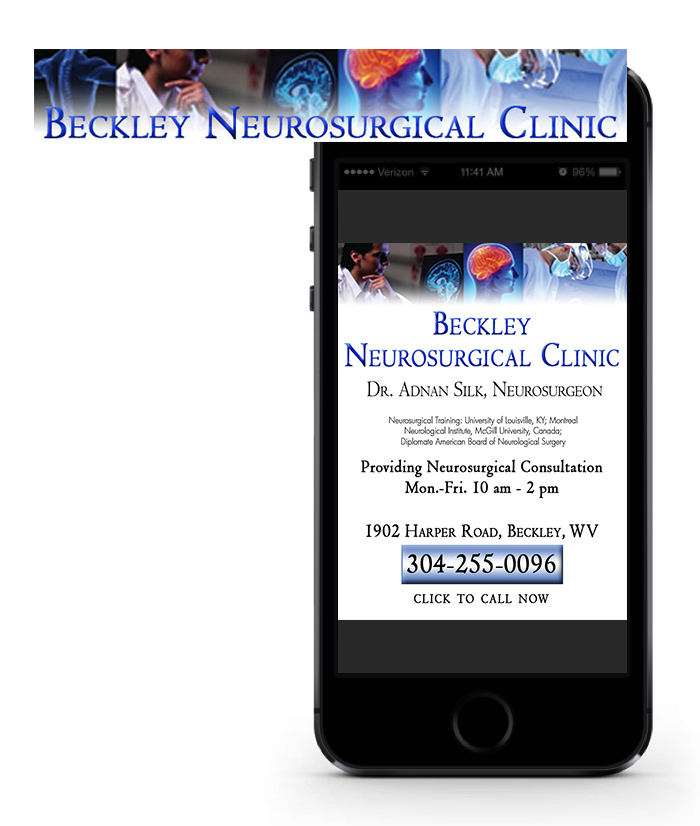 BECKLEY NEUROSURGICAL CLINIC
Verizon 11:41 AM 96%
BECKLEY
NEUROSURGICAL CLINIC
DR. ADNAN SILK, NEUROSURGEON
Neurosurgical Training: University of Louisville, KY; Montreal
Neurological Institute, McGill University, Canada;
Diplomate American Board of Neurological Surgery
Providing Neurosurgical Consultation
Mon.-Fri. 10 am - 2 pm
1902 HARPER ROAD, BECKLEY, WV
304-255-0096
CLICK TO CALL NOW